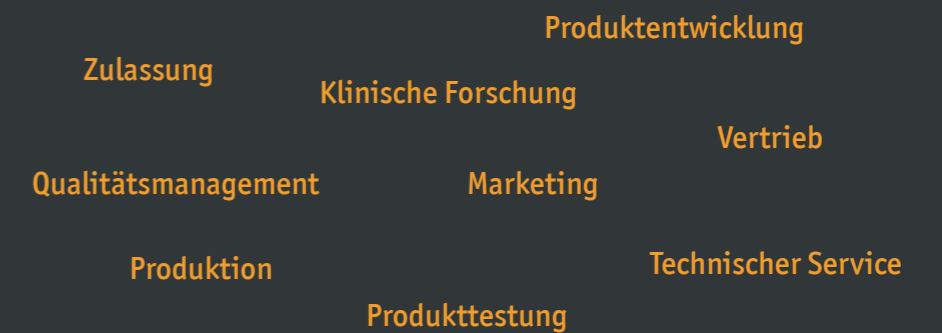 Produktentwicklung
Zulassung
Klinische Forschung
Vertrieb
Qualitätsmanagement
Marketing
Produktion
Technischer Service
Produkttestung